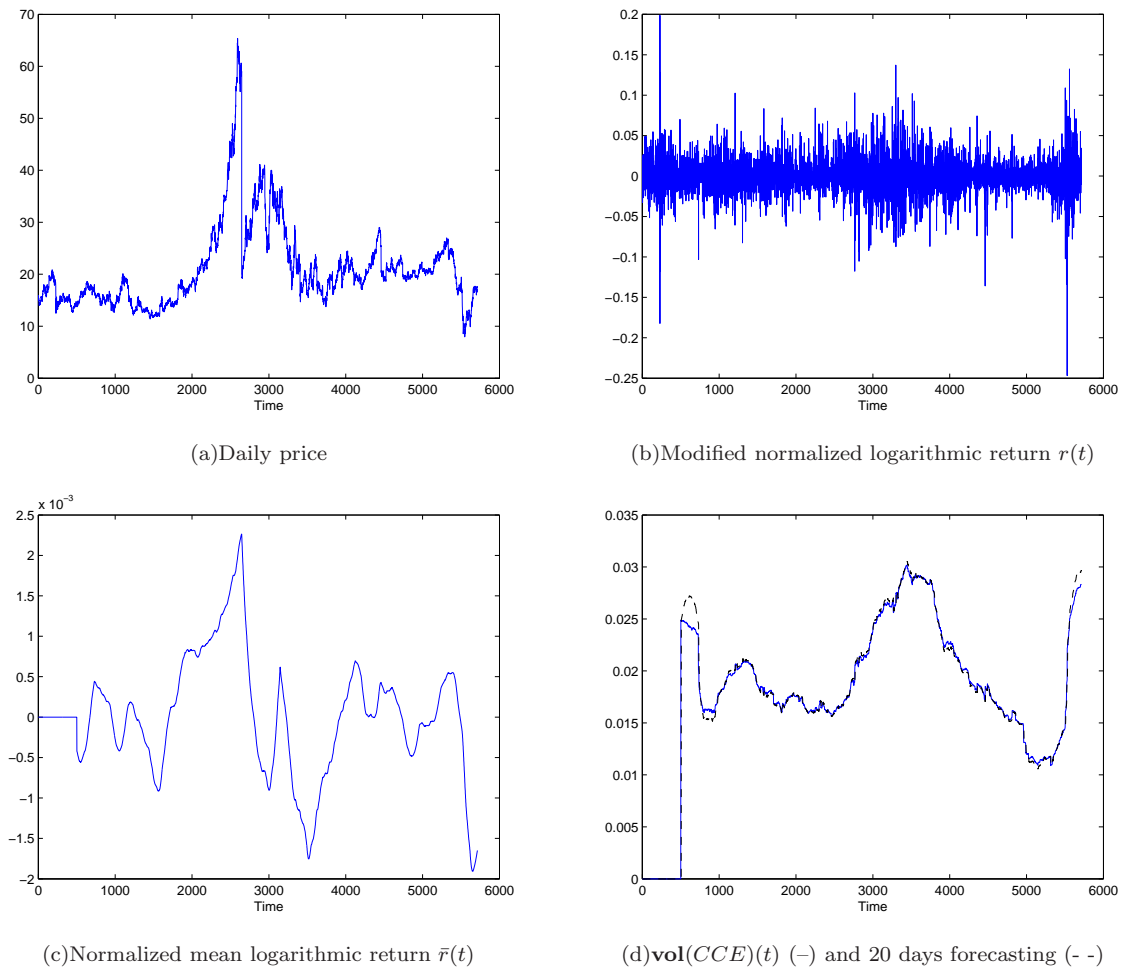 70
60
50
40
30
20
10
0
0 1000 2000 3000 4000 5000 6000
Time
(a)Daily price
0.2
0.15
0.1
0.05
0
−0.05
−0.1
−0.15
−0.2
−0.25
0 1000 2000 3000 4000 5000 6000
Time
(b)Modified normalized logarithmic return r(t)
x 10⁻³
2.5
2
1.5
1
0.5
0
−0.5
−1
−1.5
−2
0 1000 2000 3000 4000 5000 6000
Time
(c)Normalized mean logarithmic return r̄(t)
0.035
0.03
0.025
0.02
0.015
0.01
0.005
0
0 1000 2000 3000 4000 5000 6000
Time
(d)vol(CCE)(t) (–) and 20 days forecasting (- -)